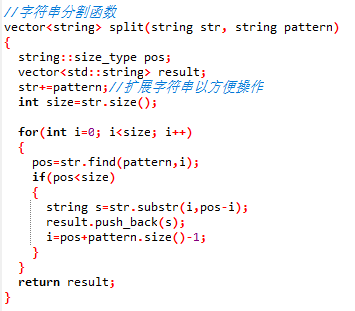 //字符串分割函数
vector<string> split(string str, string pattern)
{
  string::size_type pos;
  vector<std::string> result;
  str+=pattern;//扩展字符串以方便操作
  int size=str.size();

  for(int i=0; i<size; i++)
  {
    pos=str.find(pattern,i);
    if(pos<size)
    {
      string s=str.substr(i,pos-i);
      result.push_back(s);
      i=pos+pattern.size()-1;
    }
  }
  return result;
}